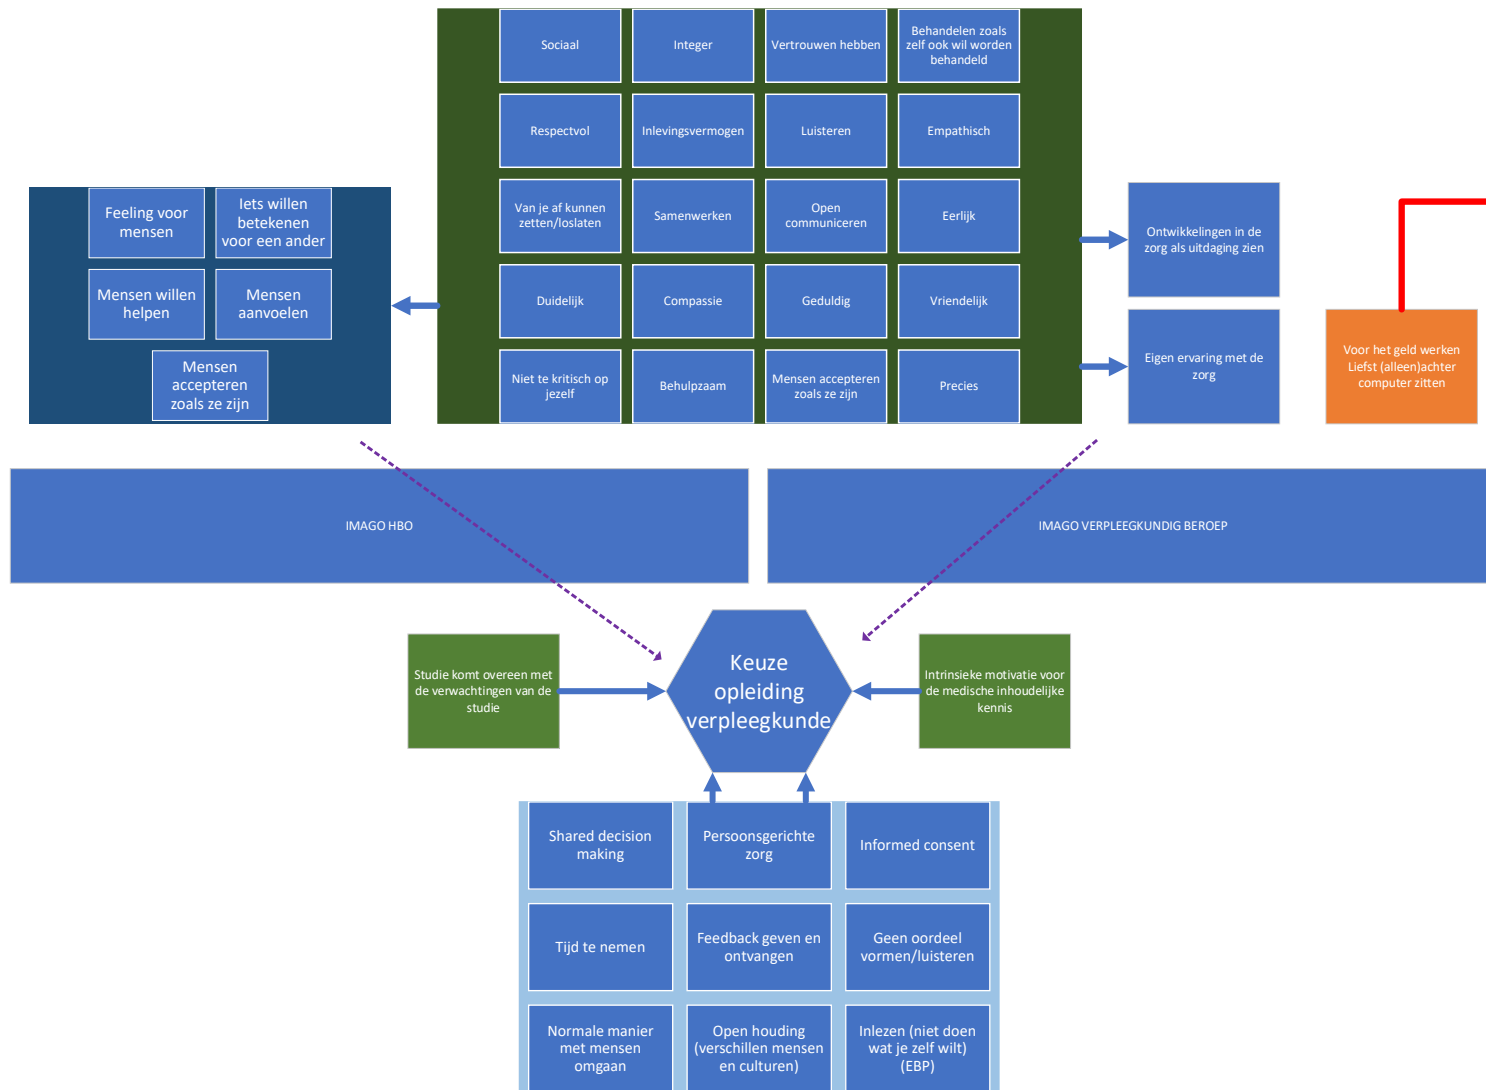 Sociaal
Integer
Vertrouwen hebben
Behandelen zoals
zelf ook wil worden
behandeld
Respectvol
Inlevingsvermogen
Luisteren
Empathisch
Van je af kunnen
zetten/loslaten
Samenwerken
Open
communiceren
Eerlijk
Duidelijk
Compassie
Geduldig
Vriendelijk
Niet te kritisch op
jezelf
Behulpzaam
Mensen accepteren
zoals ze zijn
Precies
Feeling voor
mensen
Iets willen
betekenen
voor een ander
Mensen willen
helpen
Mensen
aanvoelen
Mensen
accepteren
zoals ze zijn
Ontwikkelingen in de
zorg als uitdaging zien
Eigen ervaring met de
zorg
Voor het geld werken
Liefst (alleen)achter
computer zitten
IMAGO HBO
IMAGO VERPLEEGKUNDIG BEROEP
Studie komt overeen met
de verwachtingen van de
studie
Keuze
opleiding
verpleegkunde
Intrinsieke motivatie voor
de medische inhoudelijke
kennis
Shared decision
making
Persoonsgerichte
zorg
Informed consent
Tijd te nemen
Feedback geven en
ontvangen
Geen oordeel
vormen/luisteren
Normale manier
met mensen
omgaan
Open houding
(verschillen mensen
en culturen)
Inlezen (niet doen
wat je zelf wilt)
(EBP)